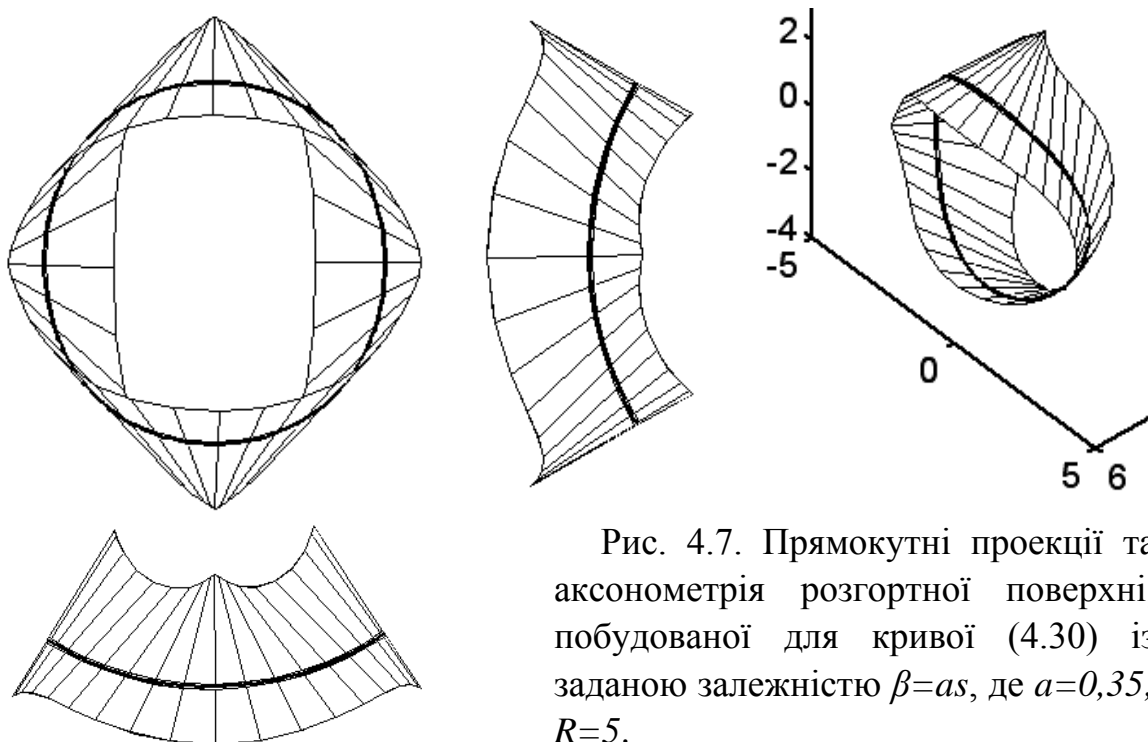 2
0
-2
-4
-5
0
5 6
Рис. 4.7. Прямокутні проекції та
аксонометрія розгортної поверхні,
побудованої для кривої (4.30) із
заданою залежністю β=as, де a=0,35,
R=5.